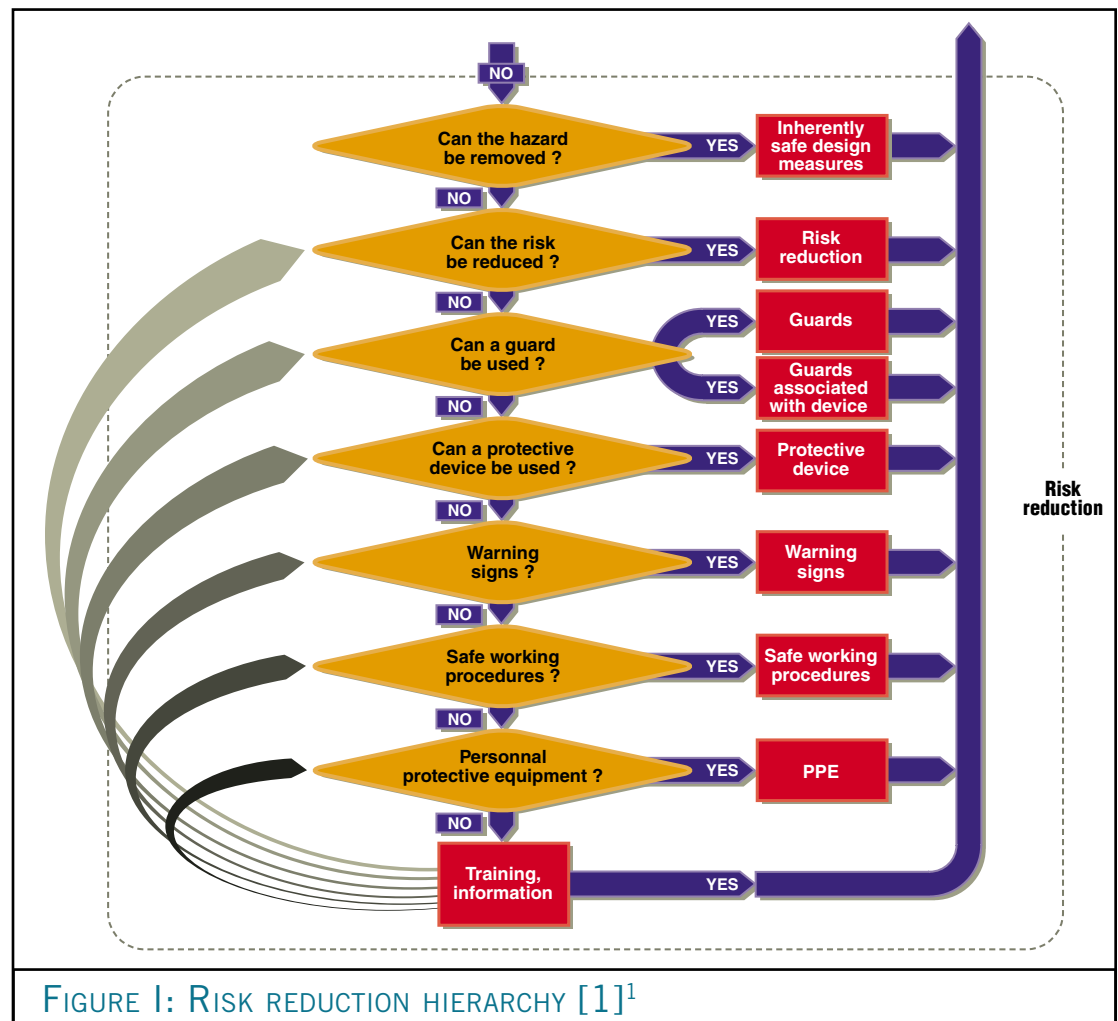 NO
Can the hazard
be removed ?
YES
Inherently
safe design
measures
NO
Can the risk
be reduced ?
YES
Risk
reduction
NO
Can a guard
be used ?
YES
Guards
YES
Guards
associated
with device
NO
Can a protective
device be used ?
YES
Protective
device
Risk
reduction
NO
Warning
signs ?
YES
Warning
signs
NO
Safe working
procedures ?
YES
Safe working
procedures
NO
Personnal
protective equipment ?
YES
PPE
NO
Training,
information
YES
FIGURE I: RISK REDUCTION HIERARCHY [1]¹